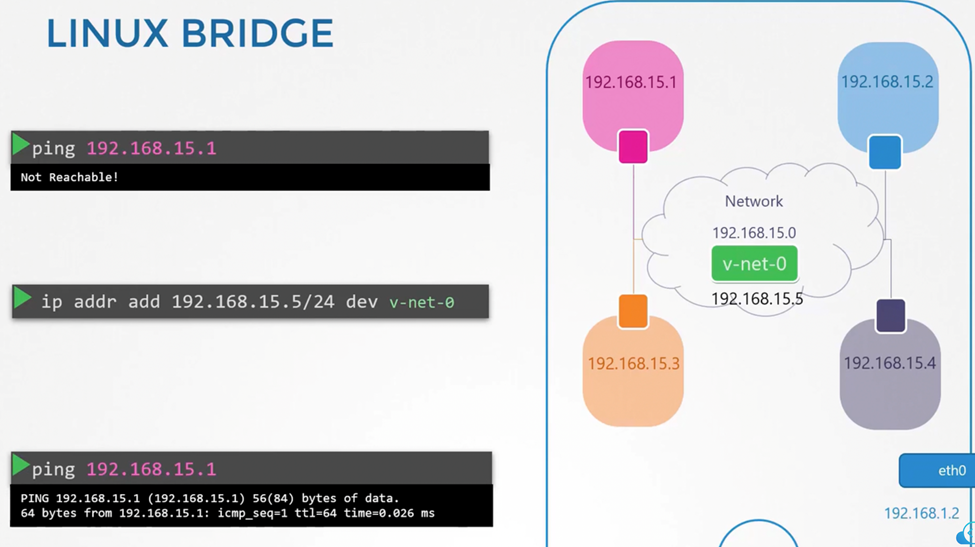 LINUX BRIDGE
ping 192.168.15.1
Not Reachable!
ip addr add 192.168.15.5/24 dev v-net-0
ping 192.168.15.1
PING 192.168.15.1 (192.168.15.1) 56(84) bytes of data.
64 bytes from 192.168.15.1: icmp_seq=1 ttl=64 time=0.026 ms
192.168.15.1
192.168.15.2
Network
192.168.15.0
v-net-0
192.168.15.5
192.168.15.3
192.168.15.4
eth0
192.168.1.2